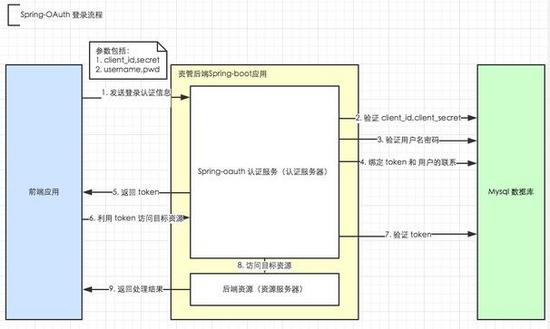 Spring-OAuth 登录流程
参数包括：
1. client_id,secret
2. username,pwd
资管后端Spring-boot应用
1. 发送登录认证信息
2. 验证 client_id,client_secret
3. 验证用户名密码
Spring-oauth 认证服务（认证服务器）
4. 绑定 token 和 用户的联系
前端应用
5. 返回 token
Mysql 数据库
6. 利用 token 访问目标资源
7. 验证 token
8. 访问目标资源
9. 返回处理结果
后端资源（资源服务器）